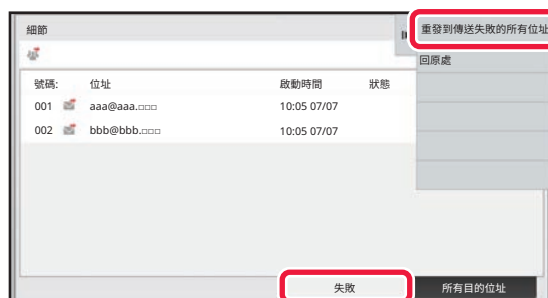 細節
重發到傳送失敗的所有位址
回原處
號碼: 位址 啟動時間 狀態
001 aaa@aaa.□□□ 10:05 07/07
002 bbb@bbb.□□□ 10:05 07/07
失敗 所有目的位址